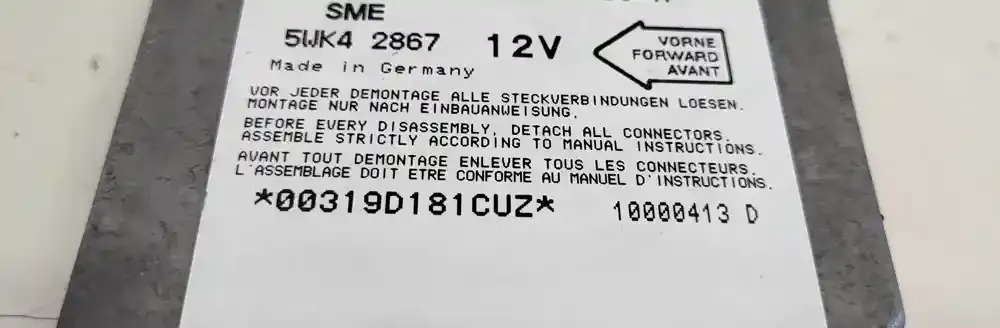 SME
5WK4 2867 12V
VORNE
FORWARD
AVANT
Made in Germany
VOR JEDER DEMONTAGE ALLE STECKVERBINDUNGEN LOESEN.
MONTAGE NUR NACH EINBAUANWEISUNG.
BEFORE EVERY DISASSEMBLY, DETACH ALL CONNECTORS.
ASSEMBLE STRICTLY ACCORDING TO MANUAL INSTRUCTIONS.
AVANT TOUT DEMONTAGE ENLEVER TOUS LES CONNECTEURS.
L'ASSEMBLAGE DOIT ETRE CONFORME AU MANUEL D'INSTRUCTIONS.
*00319D181CUZ* 10000413 D